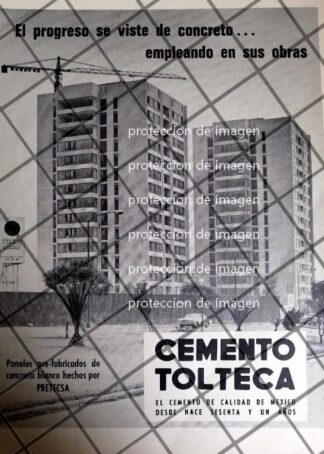 El progreso se viste de concreto...
empleando en sus obras
proteccion de imagen
proteccion de imagen
proteccion de imagen
proteccion de imagen
proteccion de imagen
proteccion de imagen
Paneles pre-fabricados de
concreto blanco hechos por
PRETECSA
CEMENTO
TOLTECA
EL CEMENTO DE CALIDAD DE MEXICO
DESDE HACE SESENTA Y UN AÑOS